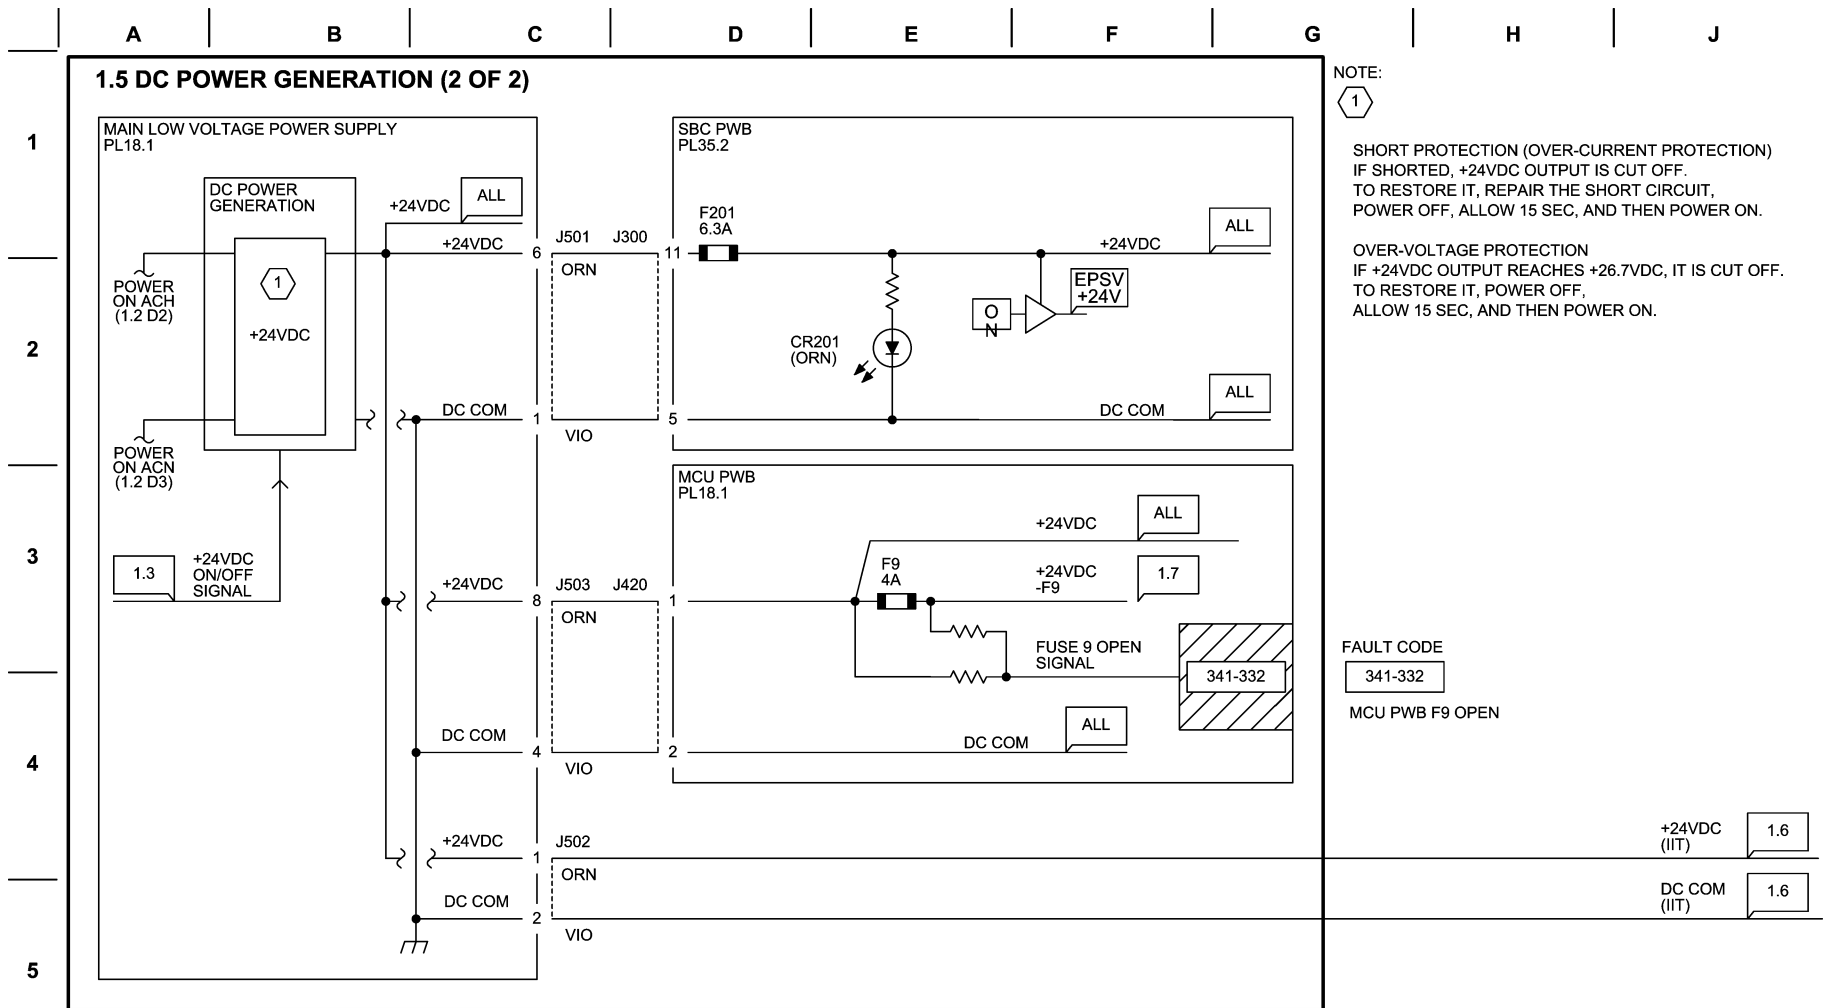 A B C D E F G H J
1.5 DC POWER GENERATION (2 OF 2)
NOTE:
1
1
MAIN LOW VOLTAGE POWER SUPPLY
PL18.1
SBC PWB
PL35.2
SHORT PROTECTION (OVER-CURRENT PROTECTION)
IF SHORTED, +24VDC OUTPUT IS CUT OFF.
TO RESTORE IT, REPAIR THE SHORT CIRCUIT,
POWER OFF, ALLOW 15 SEC, AND THEN POWER ON.
OVER-VOLTAGE PROTECTION
IF +24VDC OUTPUT REACHES +26.7VDC, IT IS CUT OFF.
TO RESTORE IT, POWER OFF,
ALLOW 15 SEC, AND THEN POWER ON.
DC POWER
GENERATION
+24VDC
ALL
+24VDC
6
J501
J300
ORN
11
F201
6.3A
+24VDC
ALL
POWER
ON ACH
(1.2 D2)
1
+24VDC
2
CR201
(ORN)
O
N
EPSV
+24V
DC COM
1
VIO
5
DC COM
ALL
POWER
ON ACN
(1.2 D3)
MCU PWB
PL18.1
3
1.3
+24VDC
ON/OFF
SIGNAL
+24VDC
8
J503
J420
ORN
1
F9
4A
+24VDC
ALL
+24VDC
-F9
1.7
FUSE 9 OPEN
SIGNAL
341-332
FAULT CODE
341-332
MCU PWB F9 OPEN
4
DC COM
4
VIO
2
DC COM
ALL
+24VDC
1
J502
ORN
+24VDC
(IIT)
1.6
DC COM
2
VIO
DC COM
(IIT)
1.6
5